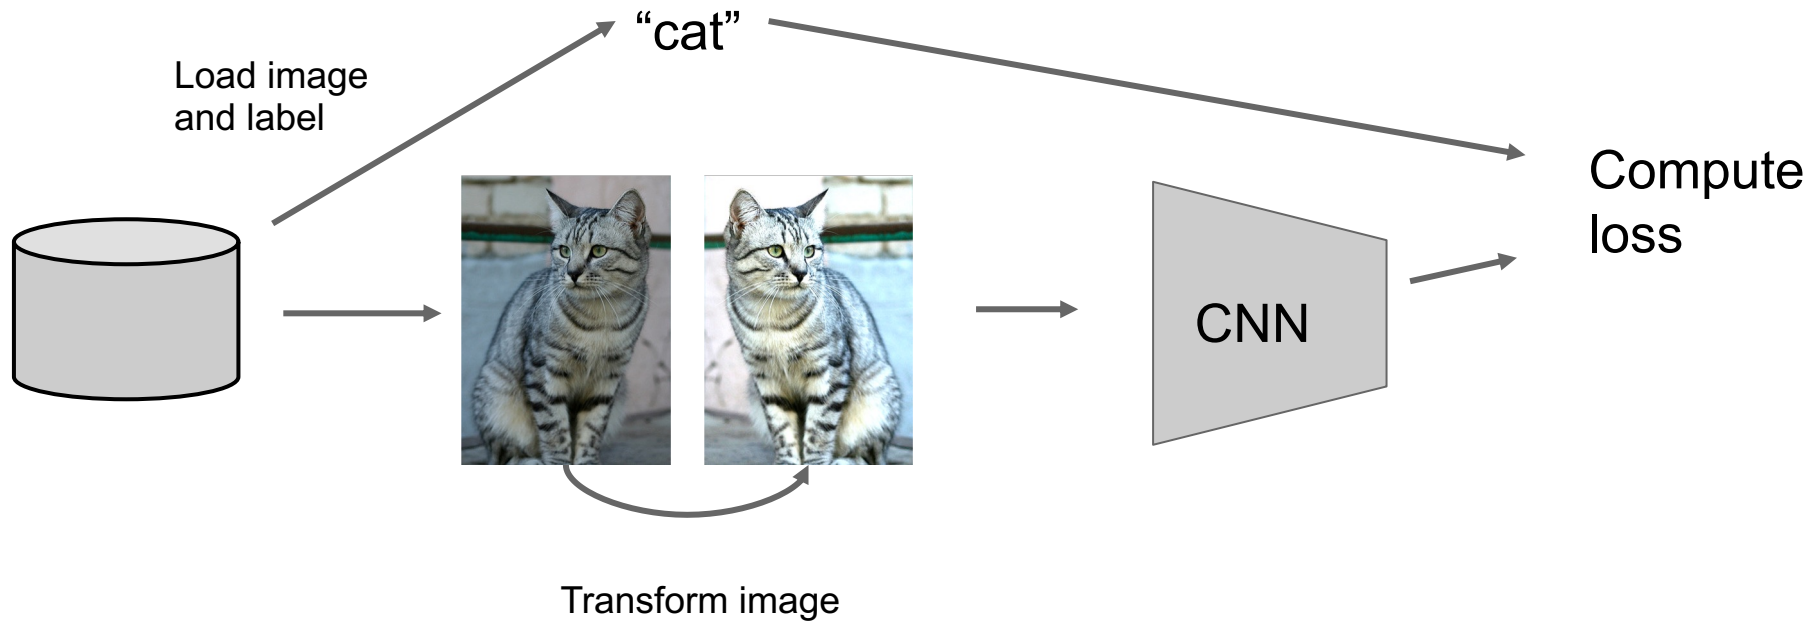 “cat”
Load image
and label
Compute
loss
CNN
Transform image